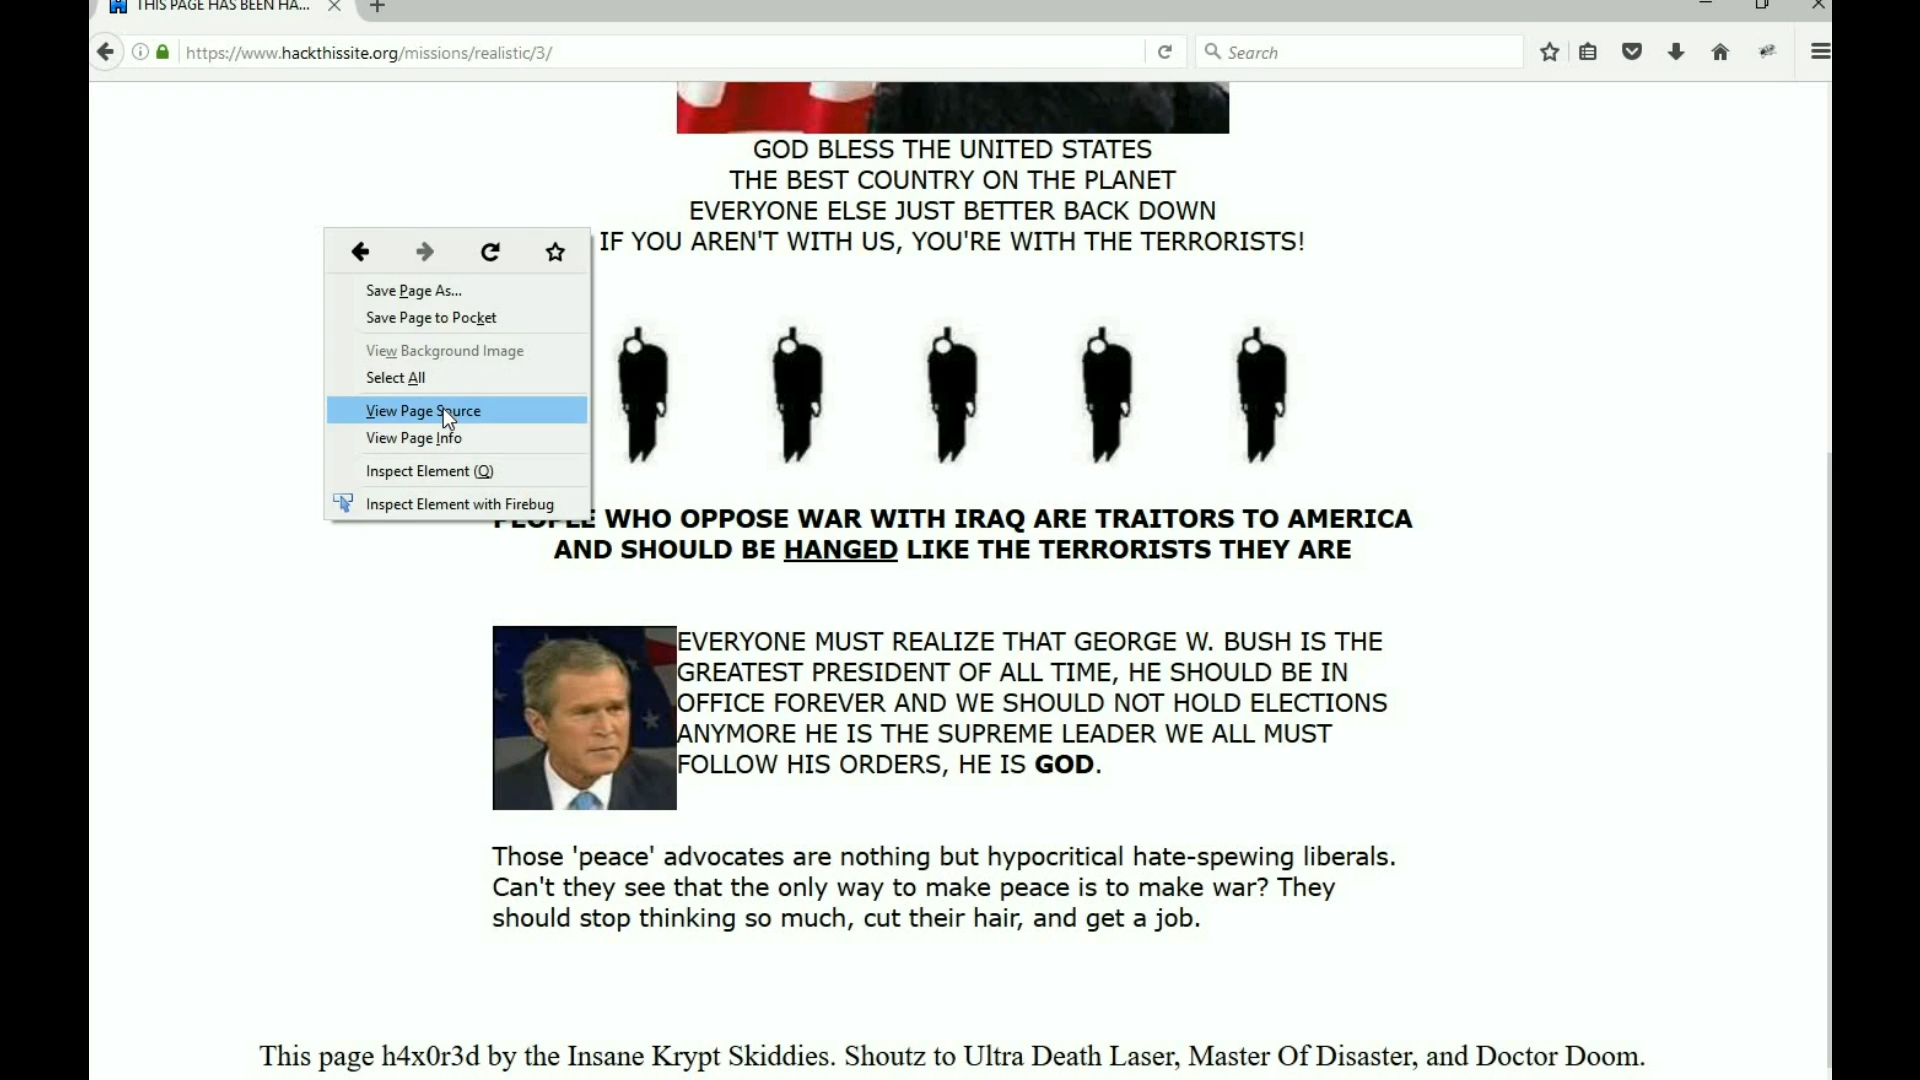 THIS PAGE HAS BEEN HA...
https://www.hackthissite.org/missions/realistic/3/
Search
GOD BLESS THE UNITED STATES
THE BEST COUNTRY ON THE PLANET
EVERYONE ELSE JUST BETTER BACK DOWN
IF YOU AREN'T WITH US, YOU'RE WITH THE TERRORISTS!
Save Page As...
Save Page to Pocket
View Background Image
Select All
View Page Source
View Page Info
Inspect Element (Q)
Inspect Element with Firebug
PEOPLE WHO OPPOSE WAR WITH IRAQ ARE TRAITORS TO AMERICA
AND SHOULD BE HANGED LIKE THE TERRORISTS THEY ARE
EVERYONE MUST REALIZE THAT GEORGE W. BUSH IS THE
GREATEST PRESIDENT OF ALL TIME, HE SHOULD BE IN
OFFICE FOREVER AND WE SHOULD NOT HOLD ELECTIONS
ANYMORE HE IS THE SUPREME LEADER WE ALL MUST
FOLLOW HIS ORDERS, HE IS GOD.
Those 'peace' advocates are nothing but hypocritical hate-spewing liberals.
Can't they see that the only way to make peace is to make war? They
should stop thinking so much, cut their hair, and get a job.
This page h4x0r3d by the Insane Krypt Skiddies. Shoutz to Ultra Death Laser, Master Of Disaster, and Doctor Doom.